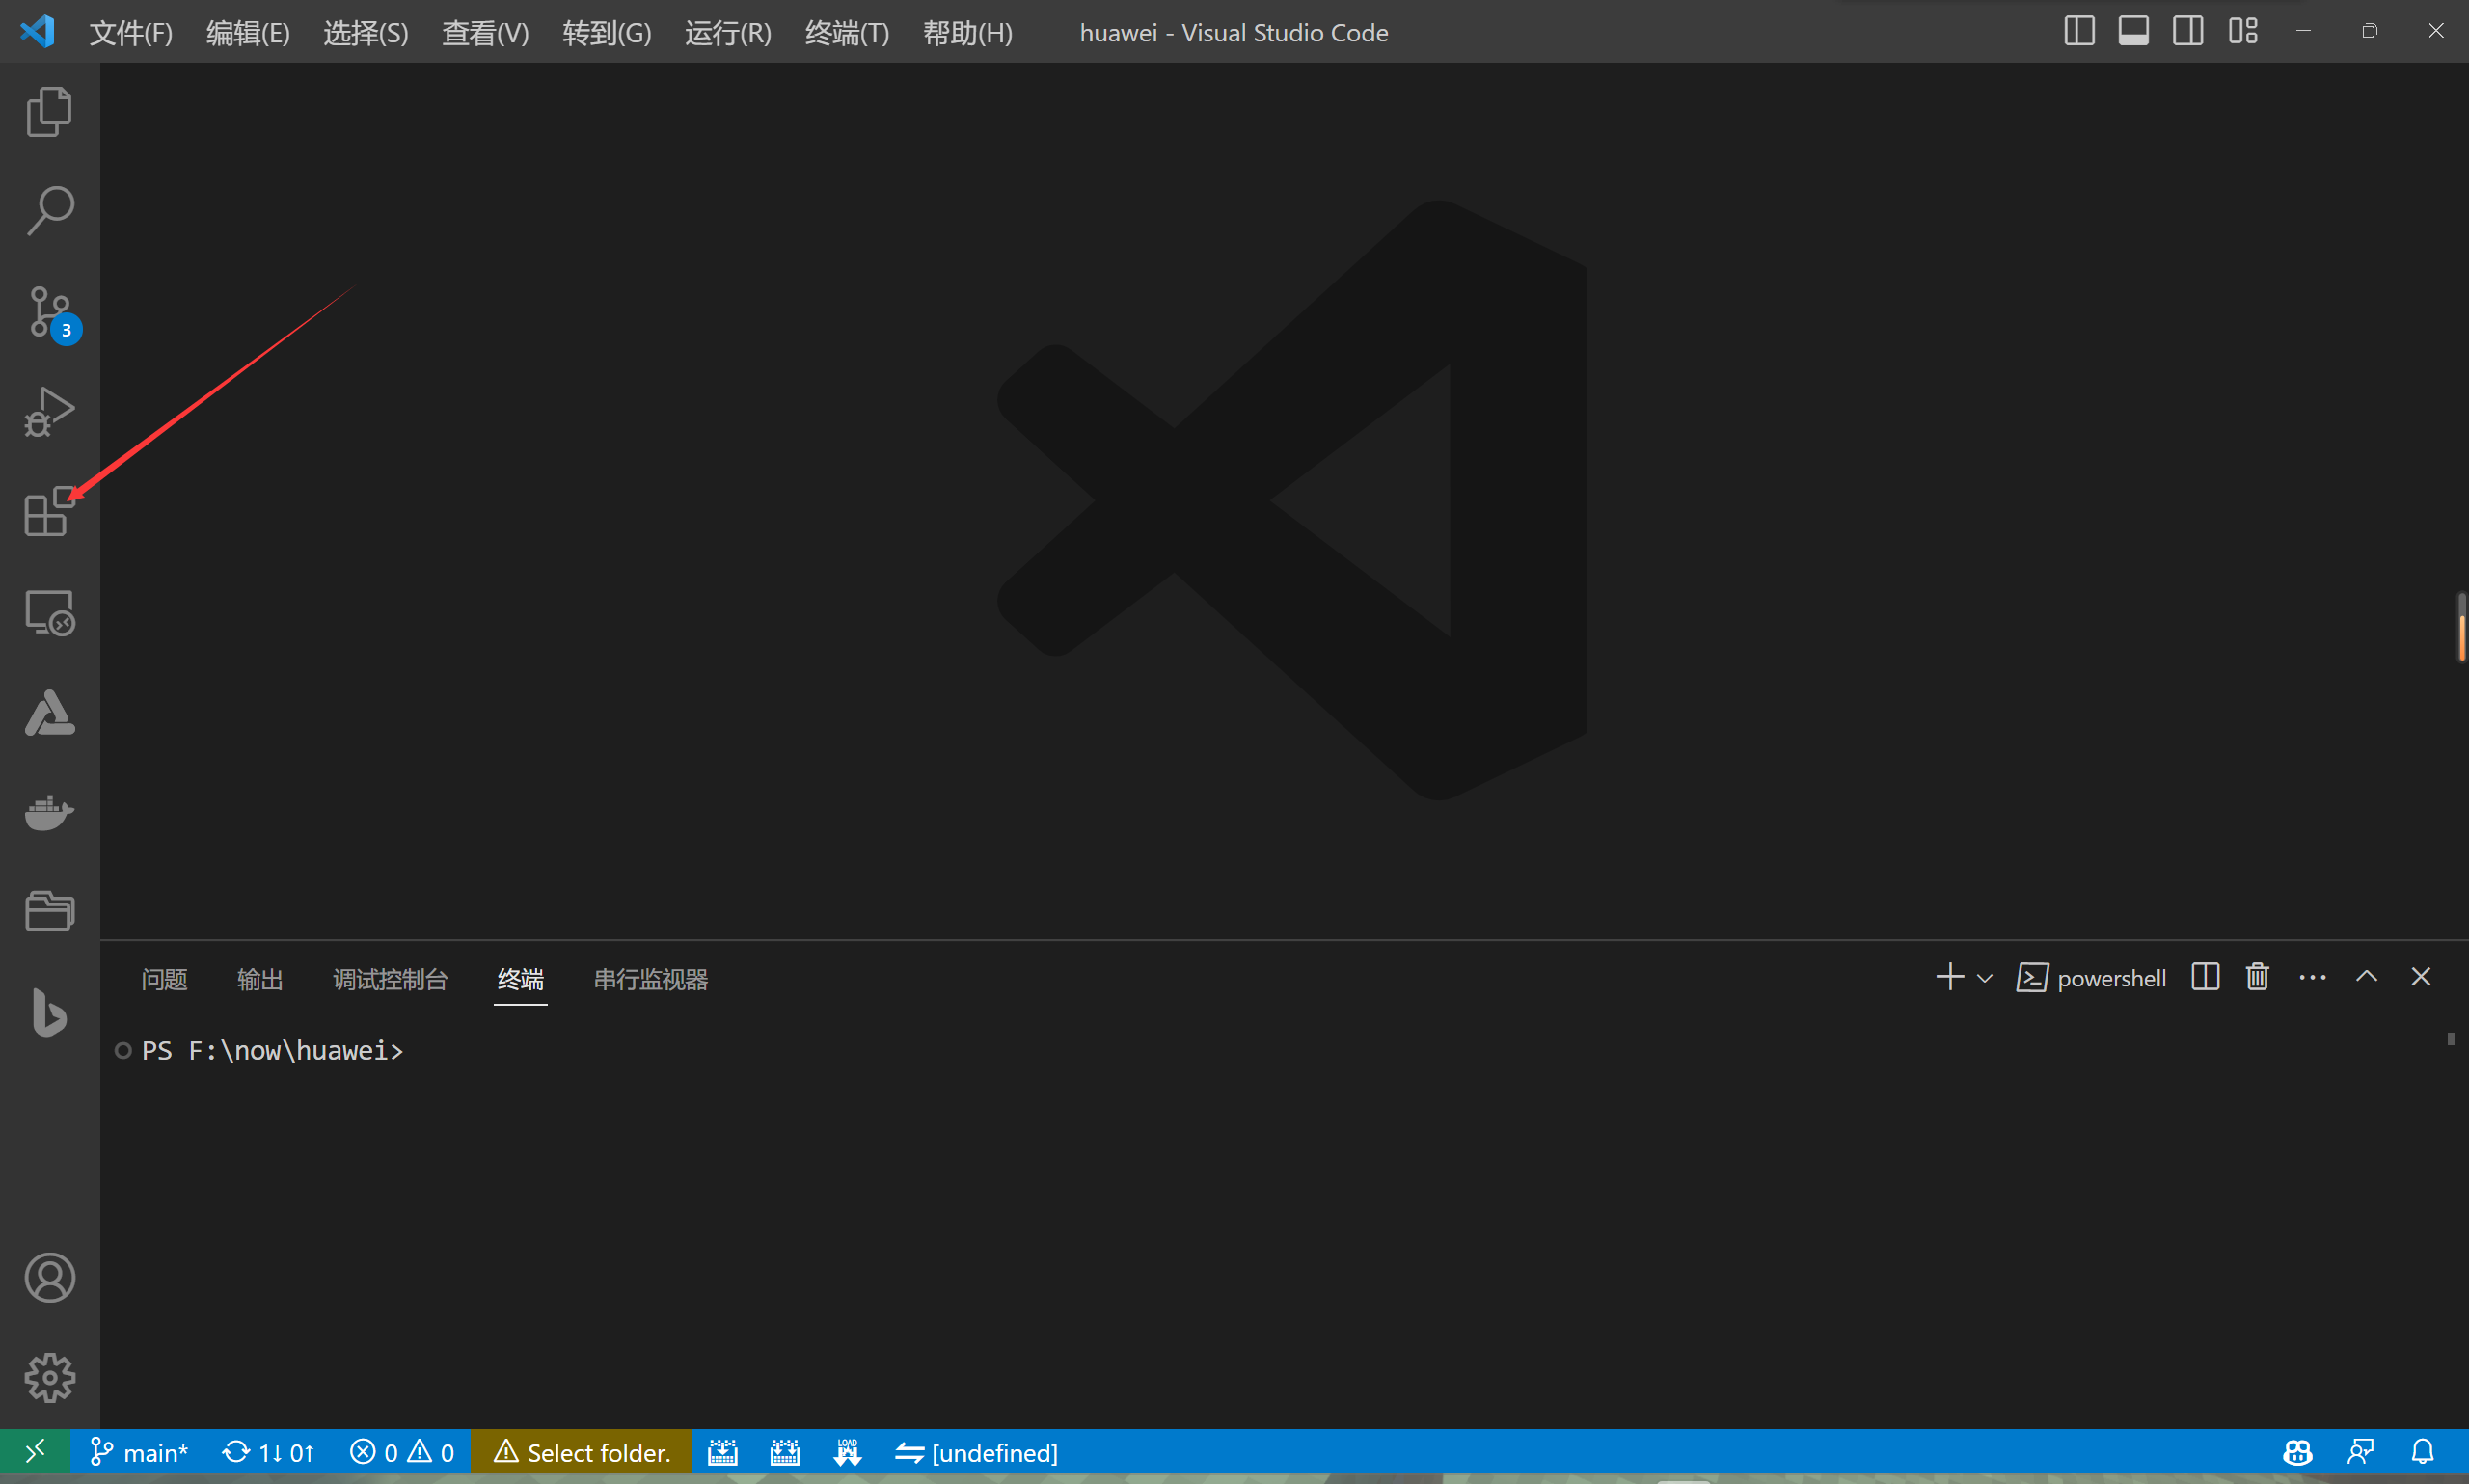 文件(F) 编辑(E) 选择(S) 查看(V) 转到(G) 运行(R) 终端(T) 帮助(H) huawei - Visual Studio Code
3
问题 输出 调试控制台 终端 串行监视器 powershell
PS F:\now\huawei>
main* 1↓ 0↑ 0 0 Select folder. LOAD [undefined]